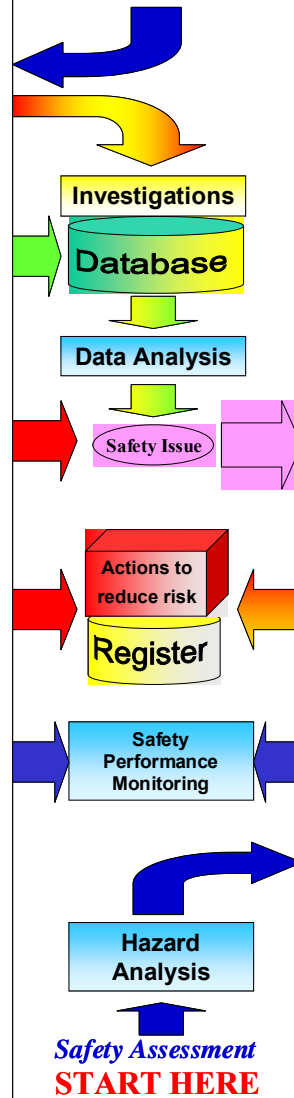 Investigations
Database
Data Analysis
Safety Issue
Actions to
reduce risk
Register
Safety
Performance
Monitoring
Hazard
Analysis
Safety Assessment
START HERE